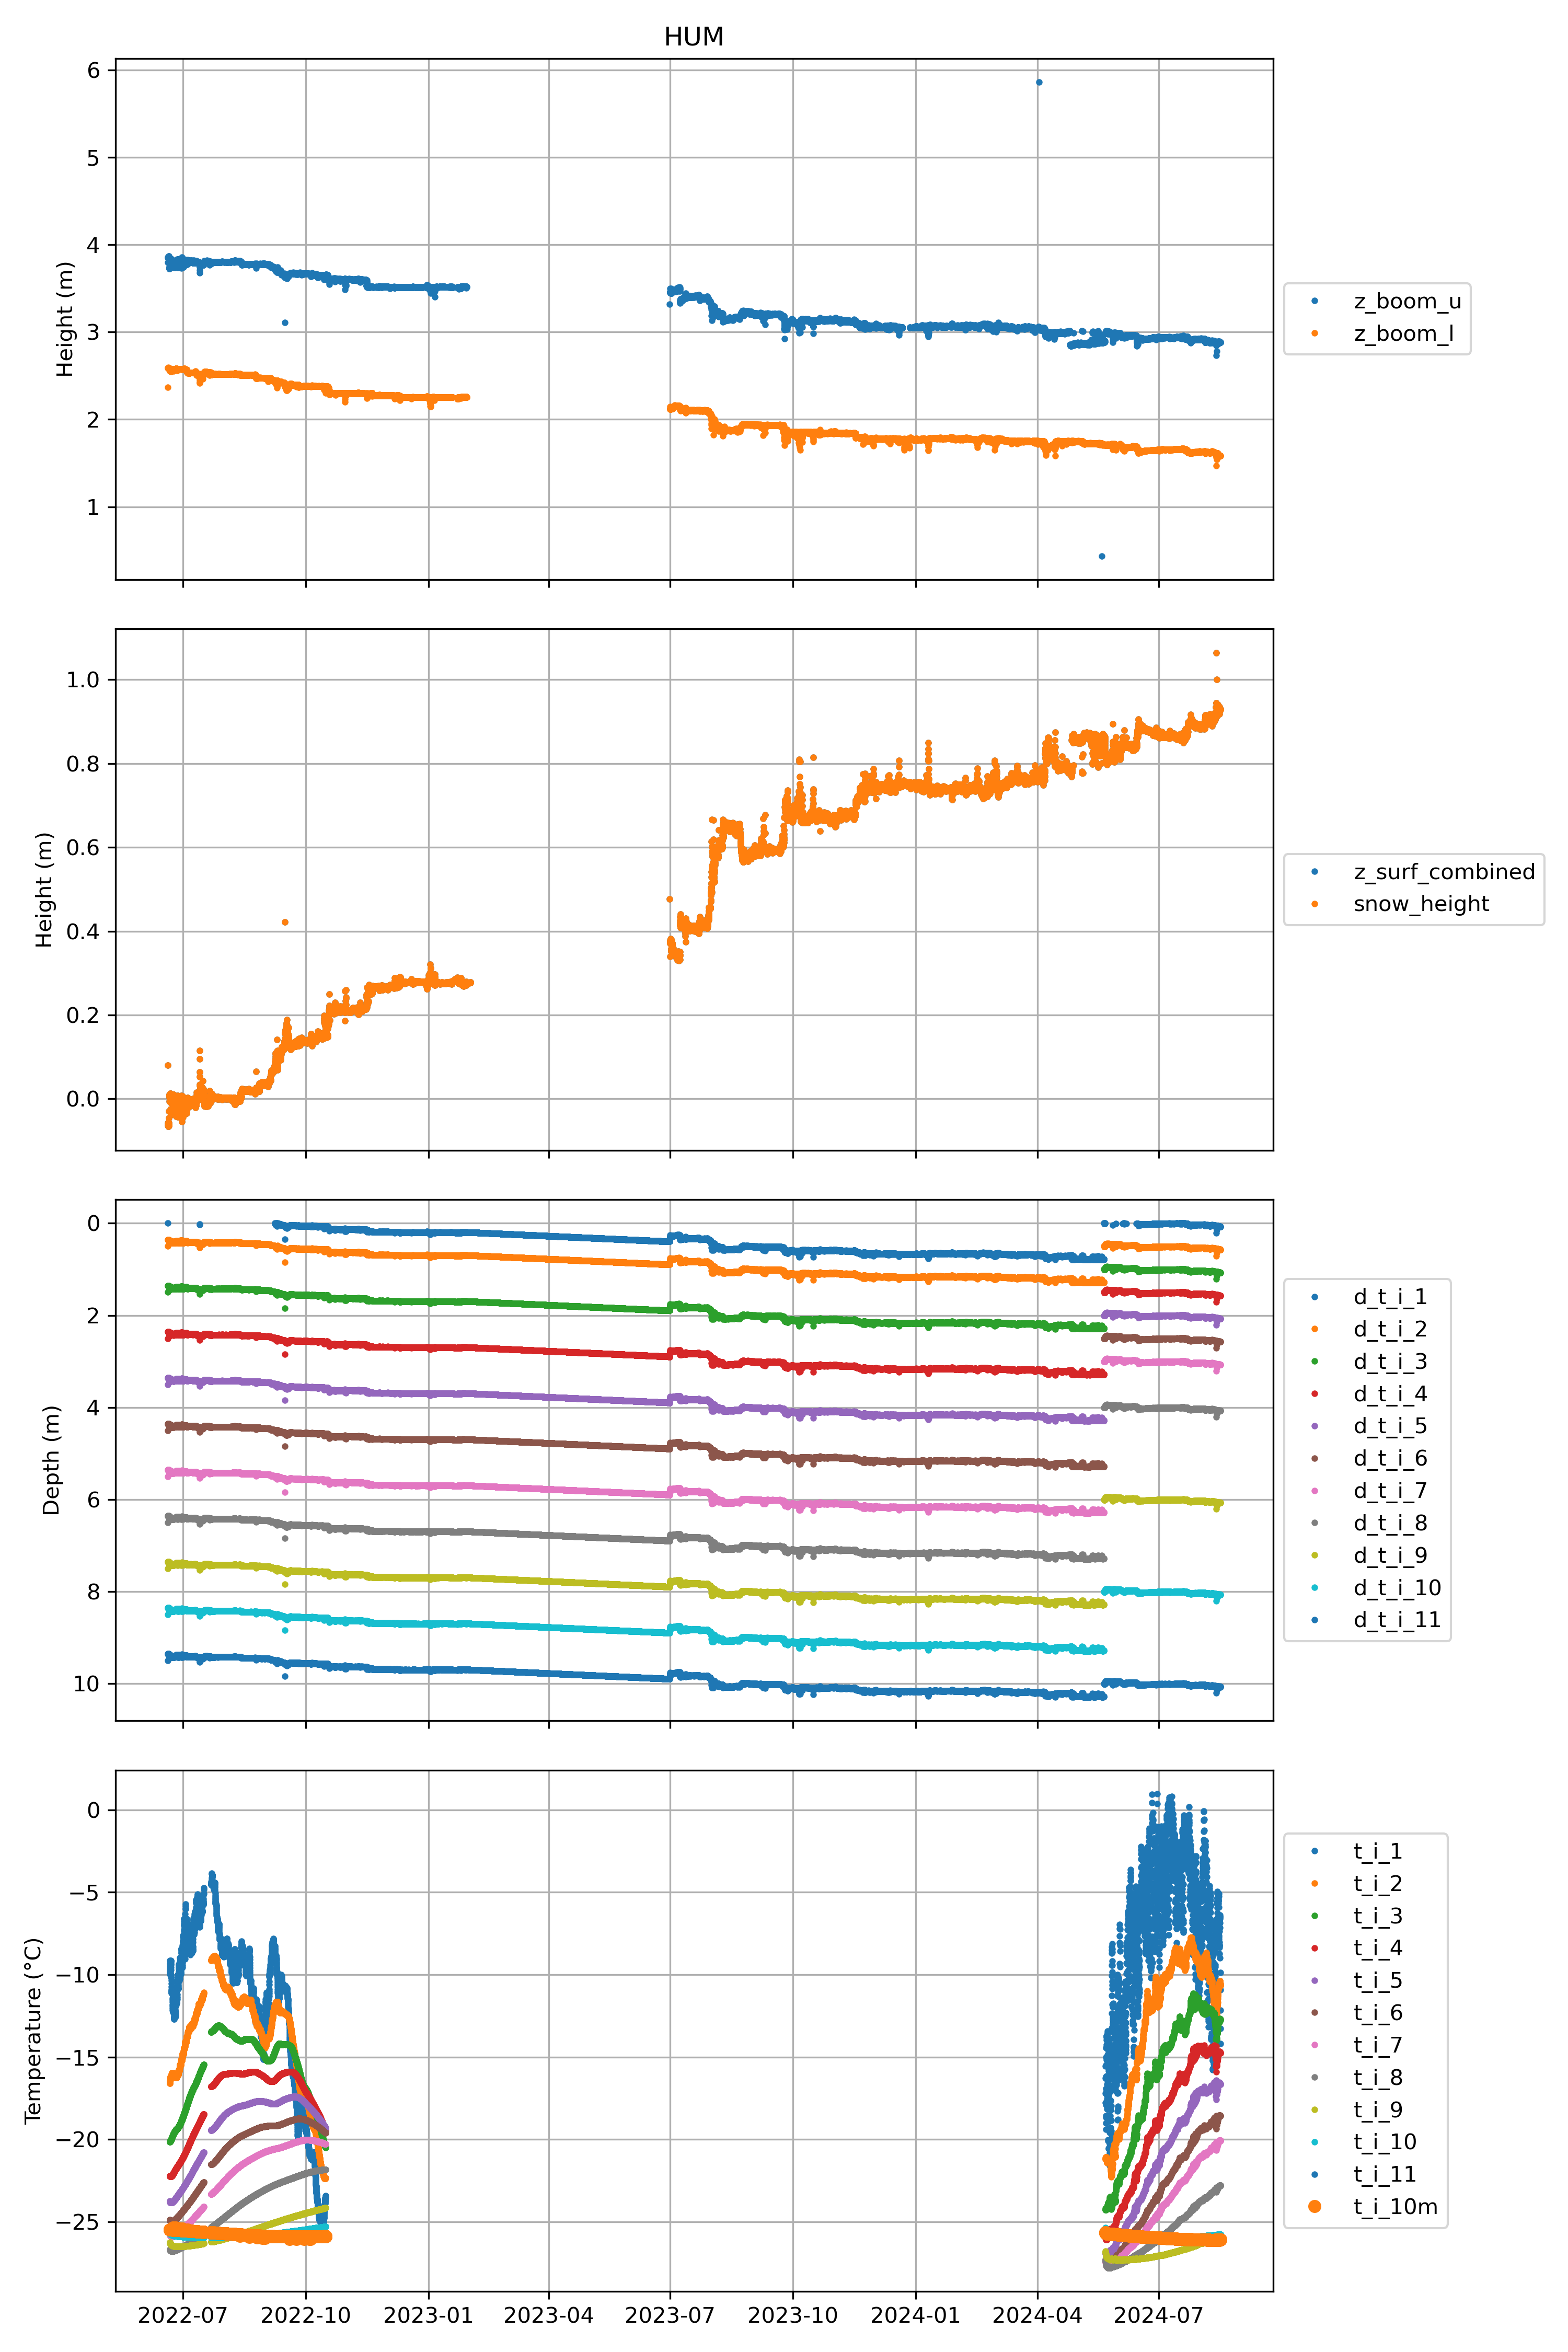 HUM
Height (m)
6
5
4
3
2
1
z_boom_u
z_boom_l
Height (m)
1.0
0.8
0.6
0.4
0.2
0.0
z_surf_combined
snow_height
Depth (m)
0
2
4
6
8
10
d_t_i_1
d_t_i_2
d_t_i_3
d_t_i_4
d_t_i_5
d_t_i_6
d_t_i_7
d_t_i_8
d_t_i_9
d_t_i_10
d_t_i_11
Temperature (°C)
0
−5
−10
−15
−20
−25
t_i_1
t_i_2
t_i_3
t_i_4
t_i_5
t_i_6
t_i_7
t_i_8
t_i_9
t_i_10
t_i_11
t_i_10m
2022-07 2022-10 2023-01 2023-04 2023-07 2023-10 2024-01 2024-04 2024-07